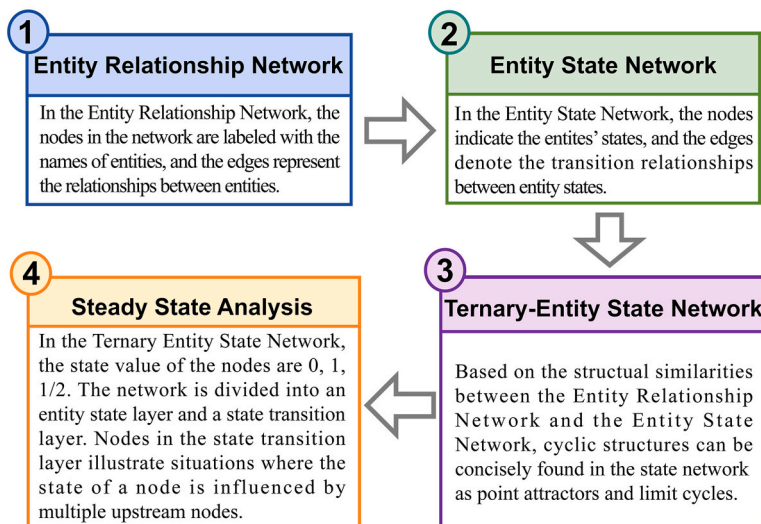 1
Entity Relationship Network
In the Entity Relationship Network, the
nodes in the network are labeled with the
names of entities, and the edges represent
the relationships between entities.
2
Entity State Network
In the Entity State Network, the nodes
indicate the entites' states, and the edges
denote the transition relationships
between entity states.
3
Ternary-Entity State Network
Based on the structual similarities
between the Entity Relationship
Network and the Entity State
Network, cyclic structures can be
concisely found in the state network
as point attractors and limit cycles.
4
Steady State Analysis
In the Ternary Entity State Network,
the state value of the nodes are 0, 1,
1/2. The network is divided into an
entity state layer and a state transition
layer. Nodes in the state transition
layer illustrate situations where the
state of a node is influenced by
multiple upstream nodes.